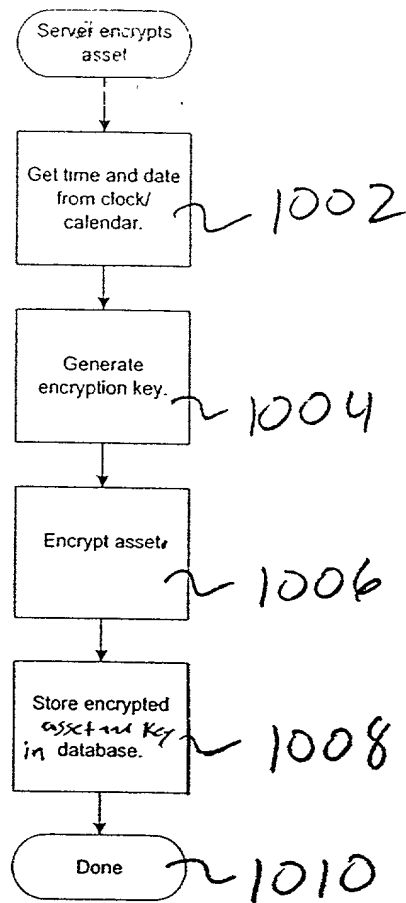 Server encrypts
asset
Get time and date
from clock/
calendar.
1002
Generate
encryption key.
1004
Encrypt asset.
1006
Store encrypted
asset and key
in database.
1008
Done
1010